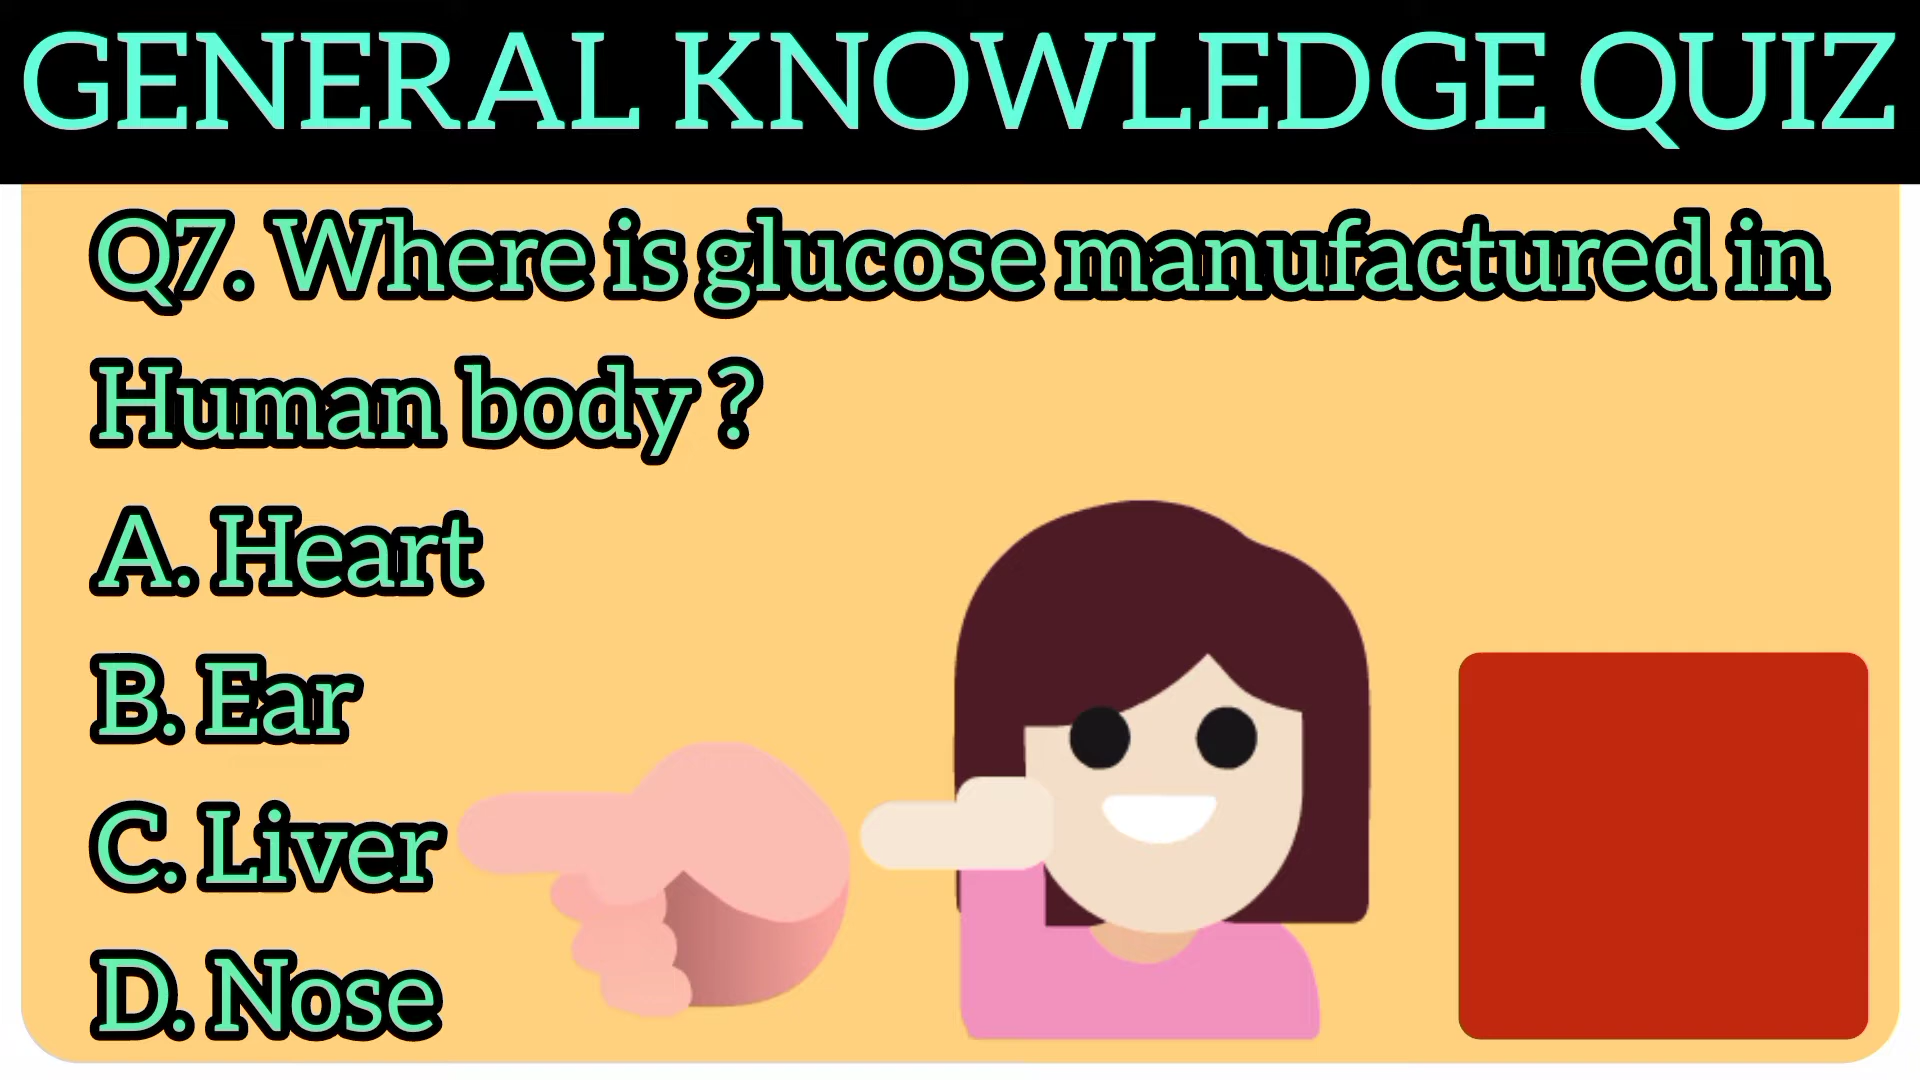 GENERAL KNOWLEDGE QUIZ
Q7. Where is glucose manufactured in
Human body ?
A. Heart
B. Ear
C. Liver
D. Nose